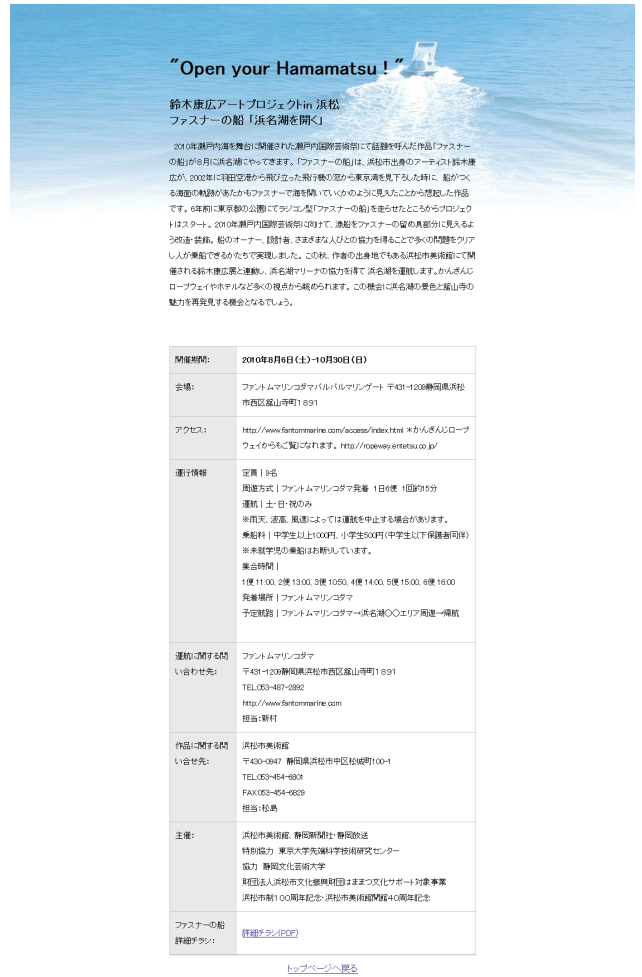 "Open your Hamamatsu ! "
鈴木康広アートプロジェクトin 浜松
ファスナーの船 「浜名湖を開く」
2010年瀬戸内海を舞台に開催された瀬戸内国際芸術祭にて話題を呼んだ作品「ファスナー
の船」が8月に浜名湖にやってきます。「ファスナーの船」は、浜松市出身のアーティスト鈴木康
広が、2002年に羽田空港から飛び立った飛行機の窓から東京湾を見下ろした時に、船がつく
る海面の軌跡があたかもファスナーで海を開いていくかのように見えたことから想起した作品
です。6年前に東京都の公園にてラジコン型「ファスナーの船」を走らせたところからプロジェク
トはスタート。2010年瀬戸内国際芸術祭に向けて、漁船をファスナーの留め具部分に見えるよ
う改造・装飾。船のオーナー、設計者、さまざまな人びとの協力を得ることで多くの問題をクリア
し人が乗船できるかたちで実現しました。この秋、作者の出身地でもある浜松市美術館にて開
催される鈴木康広展と連動し、浜名湖マリーナの協力を得て 浜名湖を運航します。かんざんじ
ロープウェイやホテルなど多くの視点から眺められます。この機会に浜名湖の景色と舘山寺の
魅力を再発見する機会となるでしょう。
開催期間： 2010年8月6日（土）-10月30日（日）
会場： ファントムマリンコダマパルパルマリンゲート 〒431-1209静岡県浜松
市西区舘山寺町1891
アクセス： http://www.fantommarine.com/access/index.html ＊かんざんじロープ
ウェイからもご覧になれます。http://ropeway.entetsu.co.jp/
運行情報 定員｜9名
周遊方式｜ファントムマリンコダマ発着 1日6便 1回約15分
運航｜土・日・祝のみ
※雨天、波高、風速によっては運航を中止する場合があります。
乗船料｜中学生以上1000円、小学生500円（中学生以下保護者同伴）
※未就学児の乗船はお断りしています。
集合時間｜
1便 11:00、2便 13:00、3便 10:50、4便 14:00、5便 15:00、6便 16:00
発着場所｜ファントムマリンコダマ
予定航路｜ファントムマリンコダマ→浜名湖〇〇エリア周遊→帰航
運航に関する問
い合わせ先：
ファントムマリンコダマ
〒431-1209静岡県浜松市西区舘山寺町1891
TEL:053-487-2892
http://www.fantommarine.com
担当：新村
作品に関する問
い合せ先：
浜松市美術館
〒430-0947 静岡県浜松市中区松城町100-1
TEL:053-454-6801
FAX:053-454-6829
担当：松島
主催： 浜松市美術館、静岡新聞社・静岡放送
特別協力 東京大学先端科学技術研究センター
協力 静岡文化芸術大学
財団法人浜松市文化振興財団はままつ文化サポート対象事業
浜松市制100周年記念・浜松市美術館開館40周年記念
ファスナーの船
詳細チラシ：
詳細チラシ(PDF)
トップページへ戻る